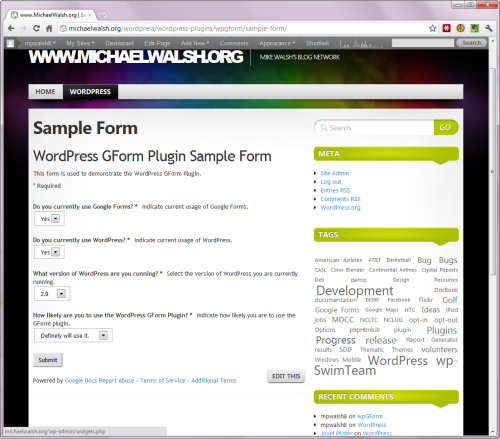 www.MichaelWalsh.org | S
michaelwalsh.org/wordpress/wordpress-plugins/wpgform/sample-form/
mpwalsh8 My Sites Dashboard Edit Page Add New Comments Appearance Shortlink Search
WWW.MICHAELWALSH.ORG
MIKE WALSH'S BLOG NETWORK
HOME WORDPRESS
Sample Form
WordPress GForm Plugin Sample Form
This form is used to demonstrate the WordPress GForm Plugin.
* Required
Do you currently use Google Forms? * Indicate current usage of Google Forms.
Yes
Do you currently use WordPress? * Indicate current usage of WordPress.
Yes
What version of WordPress are you running? * Select the version of WordPress you are currently
running.
2.9
How likely are you to use the WordPress GForm Plugin? * Indicate how likely you are to use the
GForm plugin.
Definely will use it.
Submit
Powered by Google Docs Report Abuse - Terms of Service - Additional Terms
EDIT THIS
Search GO
META
Site Admin
Log out
Entries RSS
Comments RSS
WordPress.org
TAGS
American Airlines AT&T Basketball Bug Bugs
CASL Color Blender Continental Airlines Crystal Reports
Dell demo Design Resources
Development DocBook
documentation E4300 Facebook Flickr Golf
Google Forms Google Maps HTC Ideas iPod
jobs MDCC NCLTC NCLUG opt-in opt-out
Options phpHtmlLib plugin Plugins
Progress release Report Generator
results SDIF Thematic Themes volunteers
Windows Mobile WordPress wp-
SwimTeam
RECENT COMMENTS
mpwalsh8 on wpGForm
mpwalsh8 on WordPress
Josef Pfister on WordPress
michaelwalsh.org/wp-admin/widgets.php